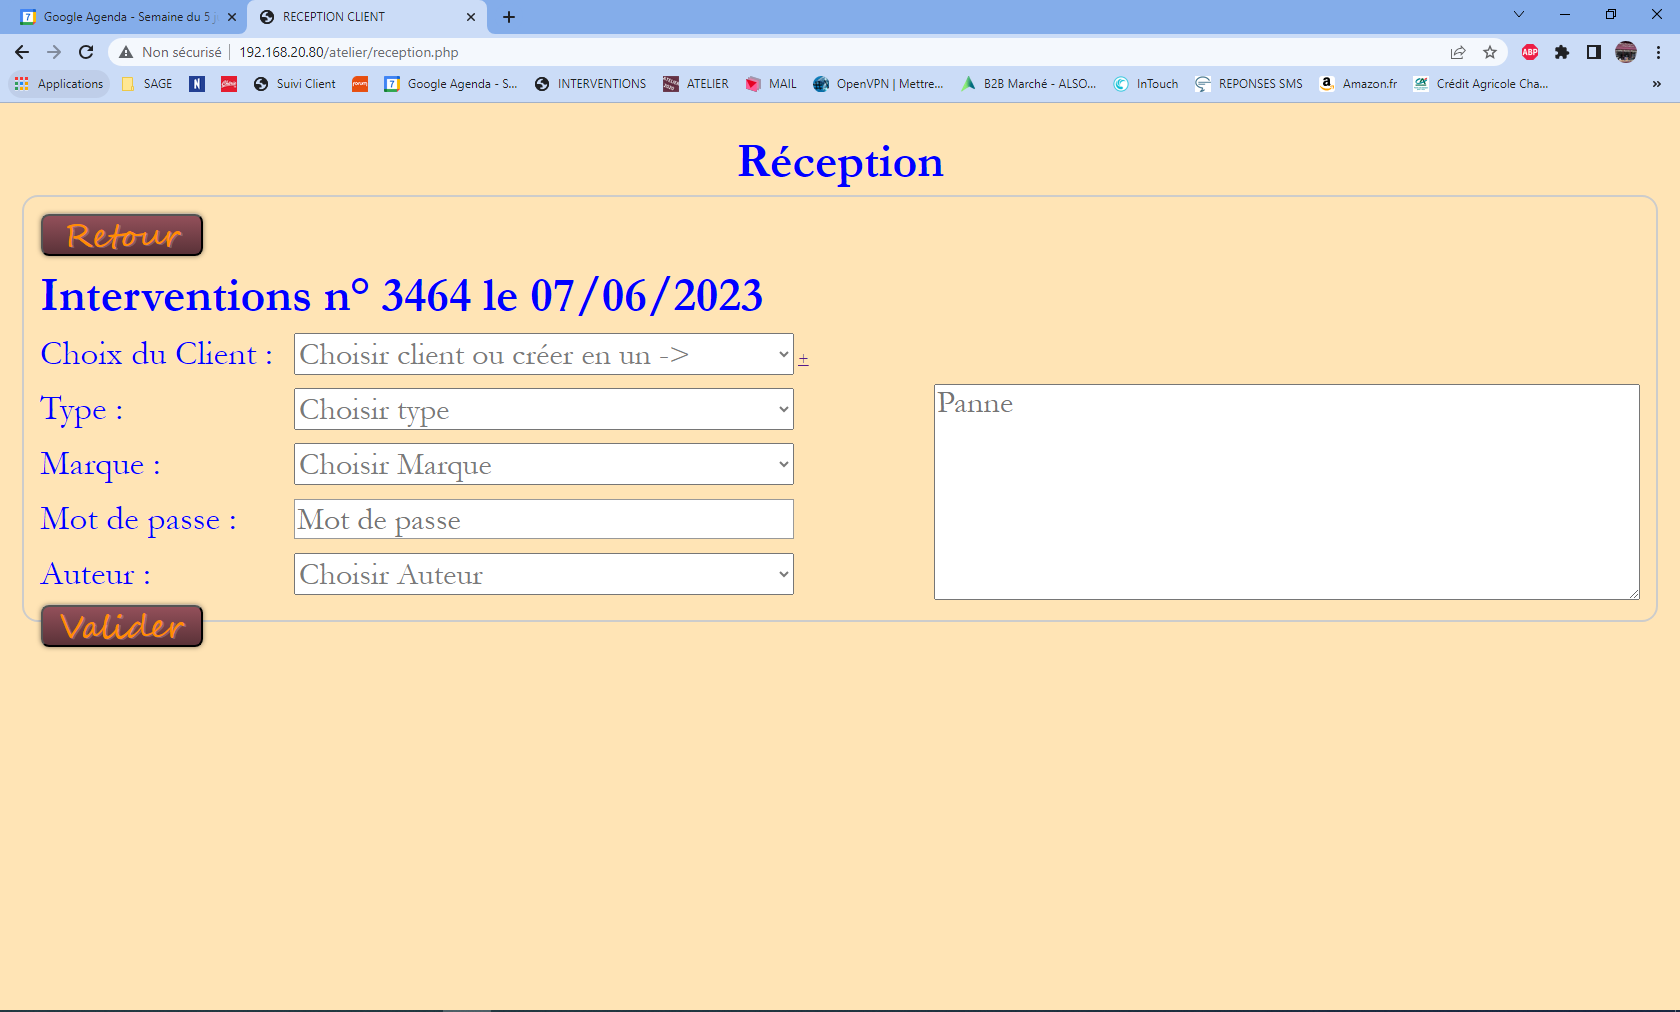 Google Agenda - Semaine du 5 j
RECEPTION CLIENT
Non sécurisé 192.168.20.80/atelier/reception.php
ABP
Applications SAGE N Suivi Client Google Agenda - S... INTERVENTIONS ATELIER MAIL OpenVPN | Mettre... B2B Marché - ALSO... InTouch REPONSES SMS Amazon.fr Crédit Agricole Cha... »
Réception
Retour
Interventions n° 3464 le 07/06/2023
Choix du Client : Choisir client ou créer en un -> +
Type : Choisir type
Panne
Marque : Choisir Marque
Mot de passe : Mot de passe
Auteur : Choisir Auteur
Valider